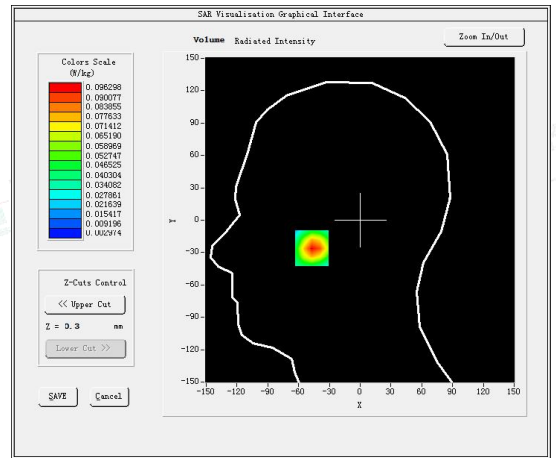 SAR Visualisation Graphical Interface
Volume Radiated Intensity
Zoom In/Out
Colors Scale
(W/kg)
0.096298
0.090077
0.083855
0.077633
0.071412
0.065190
0.058969
0.052747
0.046525
0.040304
0.034082
0.027861
0.021639
0.015417
0.009196
0.002974
Z-Cuts Control
<< Upper Cut
Z = 0.3 mm
Lower Cut >>
SAVE Cancel
150
120
90
60
30
0
-30
-60
-90
-120
-150
Y
-150 -120 -90 -60 -30 0 30 60 90 120 150
X